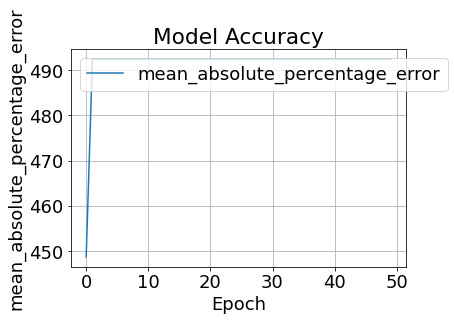 Model Accuracy
mean_absolute_percentage_error
mean_absolute_percentage_error
490
480
470
460
450
0 10 20 30 40 50
Epoch